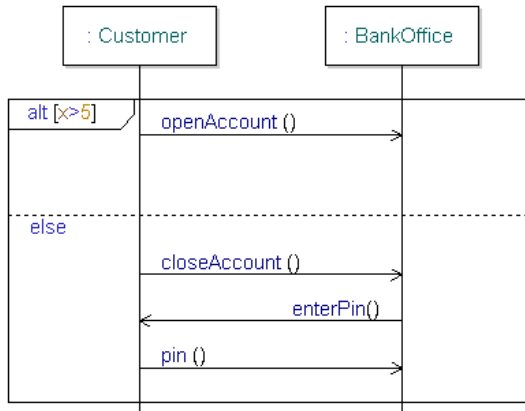 : Customer
: BankOffice
alt [x>5]
openAccount ()
else
closeAccount ()
enterPin()
pin ()